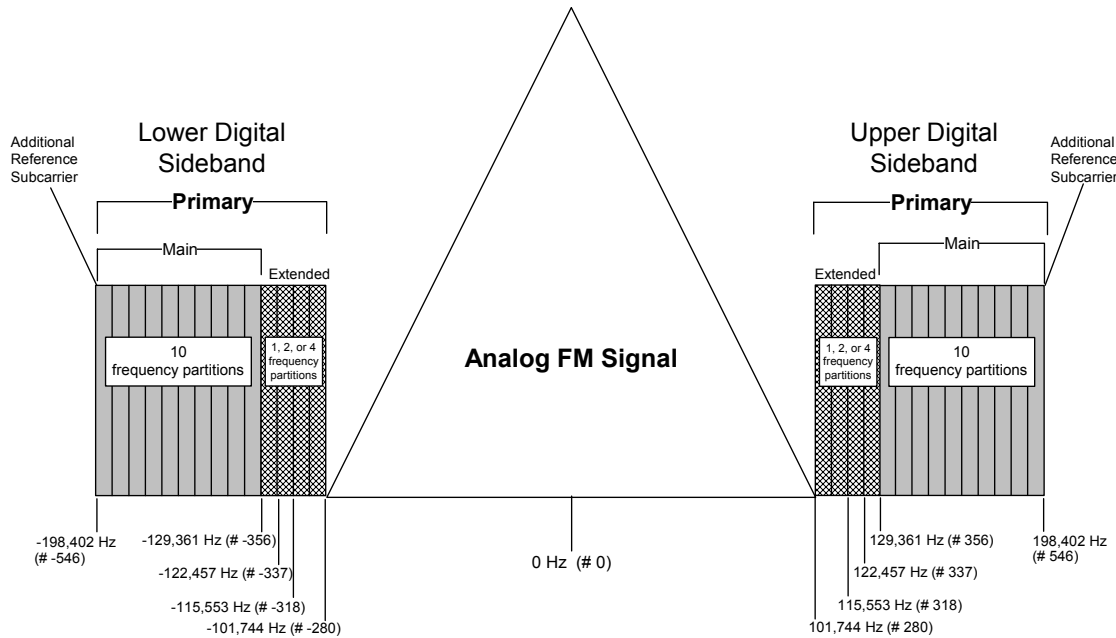 Lower Digital
Sideband
Upper Digital
Sideband
Additional
Reference
Subcarrier
Additional
Reference
Subcarrier
Primary
Primary
Main
Main
Extended
Extended
10
frequency partitions
1, 2, or 4
frequency
partitions
Analog FM Signal
1, 2, or 4
frequency
partitions
10
frequency partitions
-198,402 Hz
(# -546)
-129,361 Hz (# -356)
-122,457 Hz (# -337)
-115,553 Hz (# -318)
-101,744 Hz (# -280)
0 Hz (# 0)
129,361 Hz (# 356)
122,457 Hz (# 337)
115,553 Hz (# 318)
101,744 Hz (# 280)
198,402 Hz
(# 546)